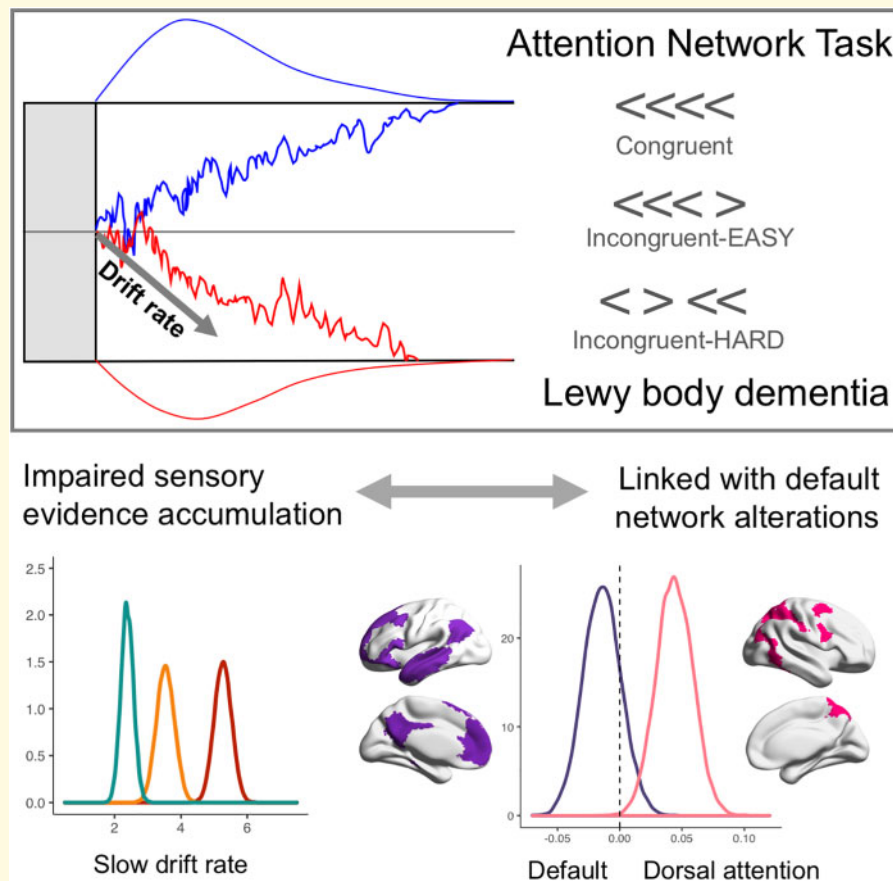 Attention Network Task
<<<<
Congruent
<<< >
Incongruent-EASY
< > <<
Incongruent-HARD
Drift rate
Lewy body dementia
Impaired sensory
evidence accumulation
Linked with default
network alterations
2.5
2.0
1.5
1.0
0.5
0.0
2 4 6
Slow drift rate
20
10
0
-0.05 0.00 0.05 0.10
Default Dorsal attention